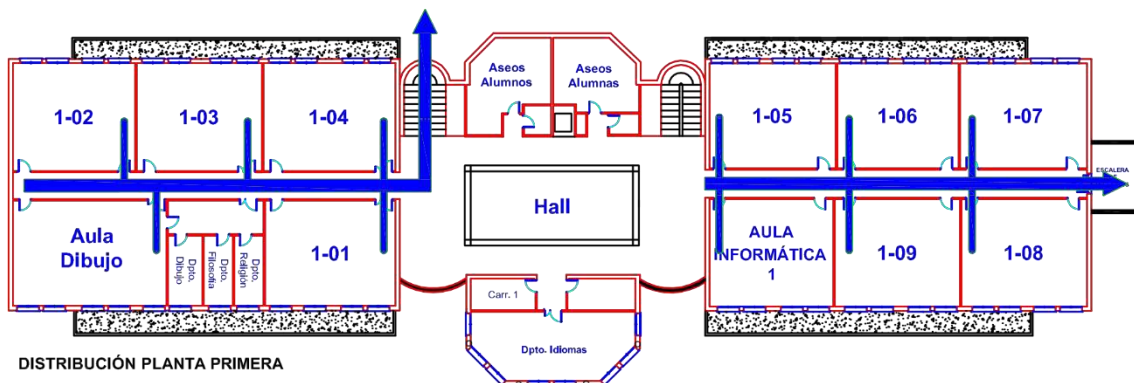 Aseos
Alumnos
Aseos
Alumnas
1-02
1-03
1-04
1-05
1-06
1-07
ESCALERA
Hall
Aula
Dibujo
Dpto.
Dibujo
Dpto.
Filosofía
Dpto.
Religión
1-01
AULA
INFORMÁTICA
1
1-09
1-08
Carr. 1
Dpto. Idiomas
DISTRIBUCIÓN PLANTA PRIMERA